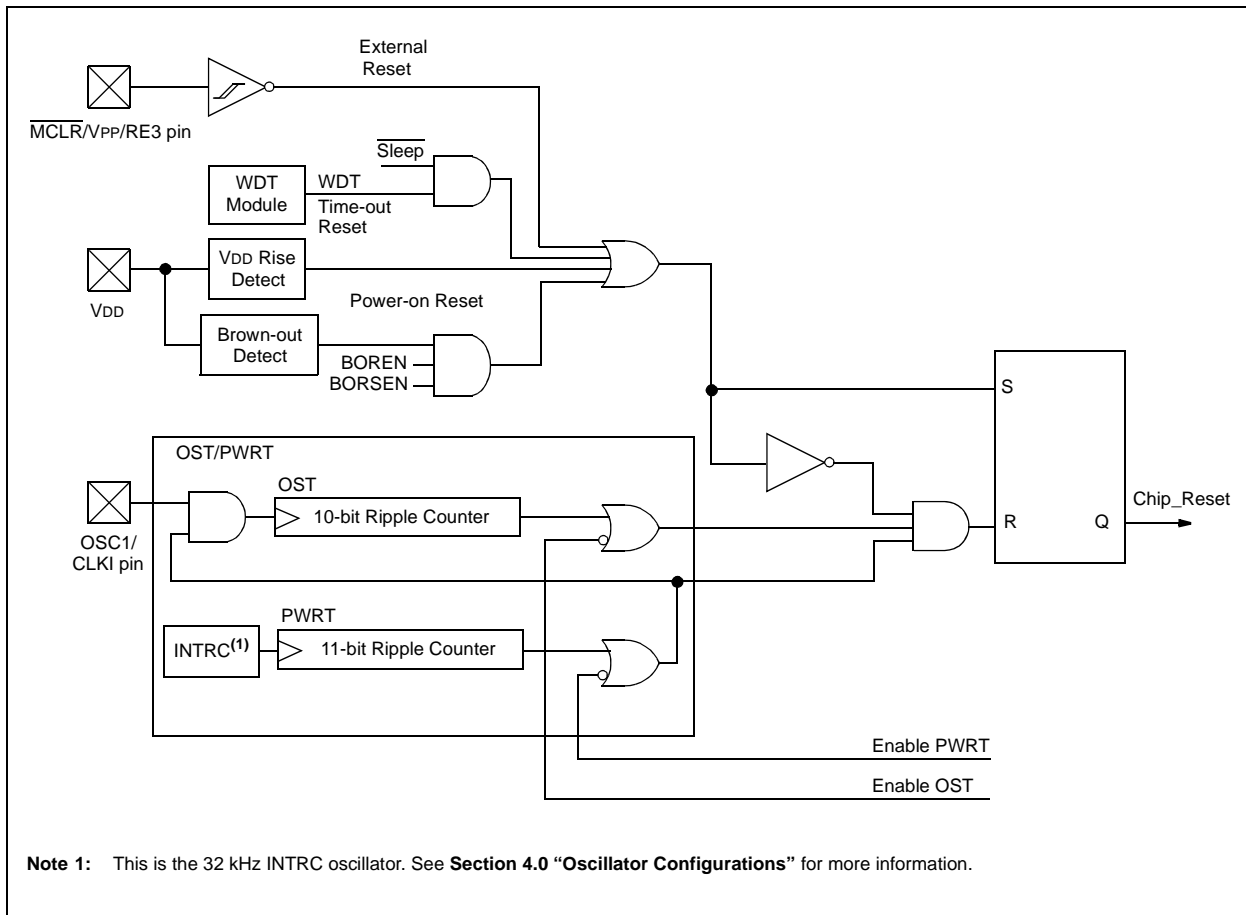 External
Reset
MCLR/VPP/RE3 pin
Sleep
WDT
Module
WDT
Time-out
Reset
VDD Rise
Detect
VDD
Power-on Reset
Brown-out
Detect
BOREN
BORSEN
S
OST/PWRT
OST
10-bit Ripple Counter
OSC1/
CLKI pin
R
Q
Chip_Reset
PWRT
INTRC(1)
11-bit Ripple Counter
Enable PWRT
Enable OST
Note 1: This is the 32 kHz INTRC oscillator. See Section 4.0 “Oscillator Configurations” for more information.